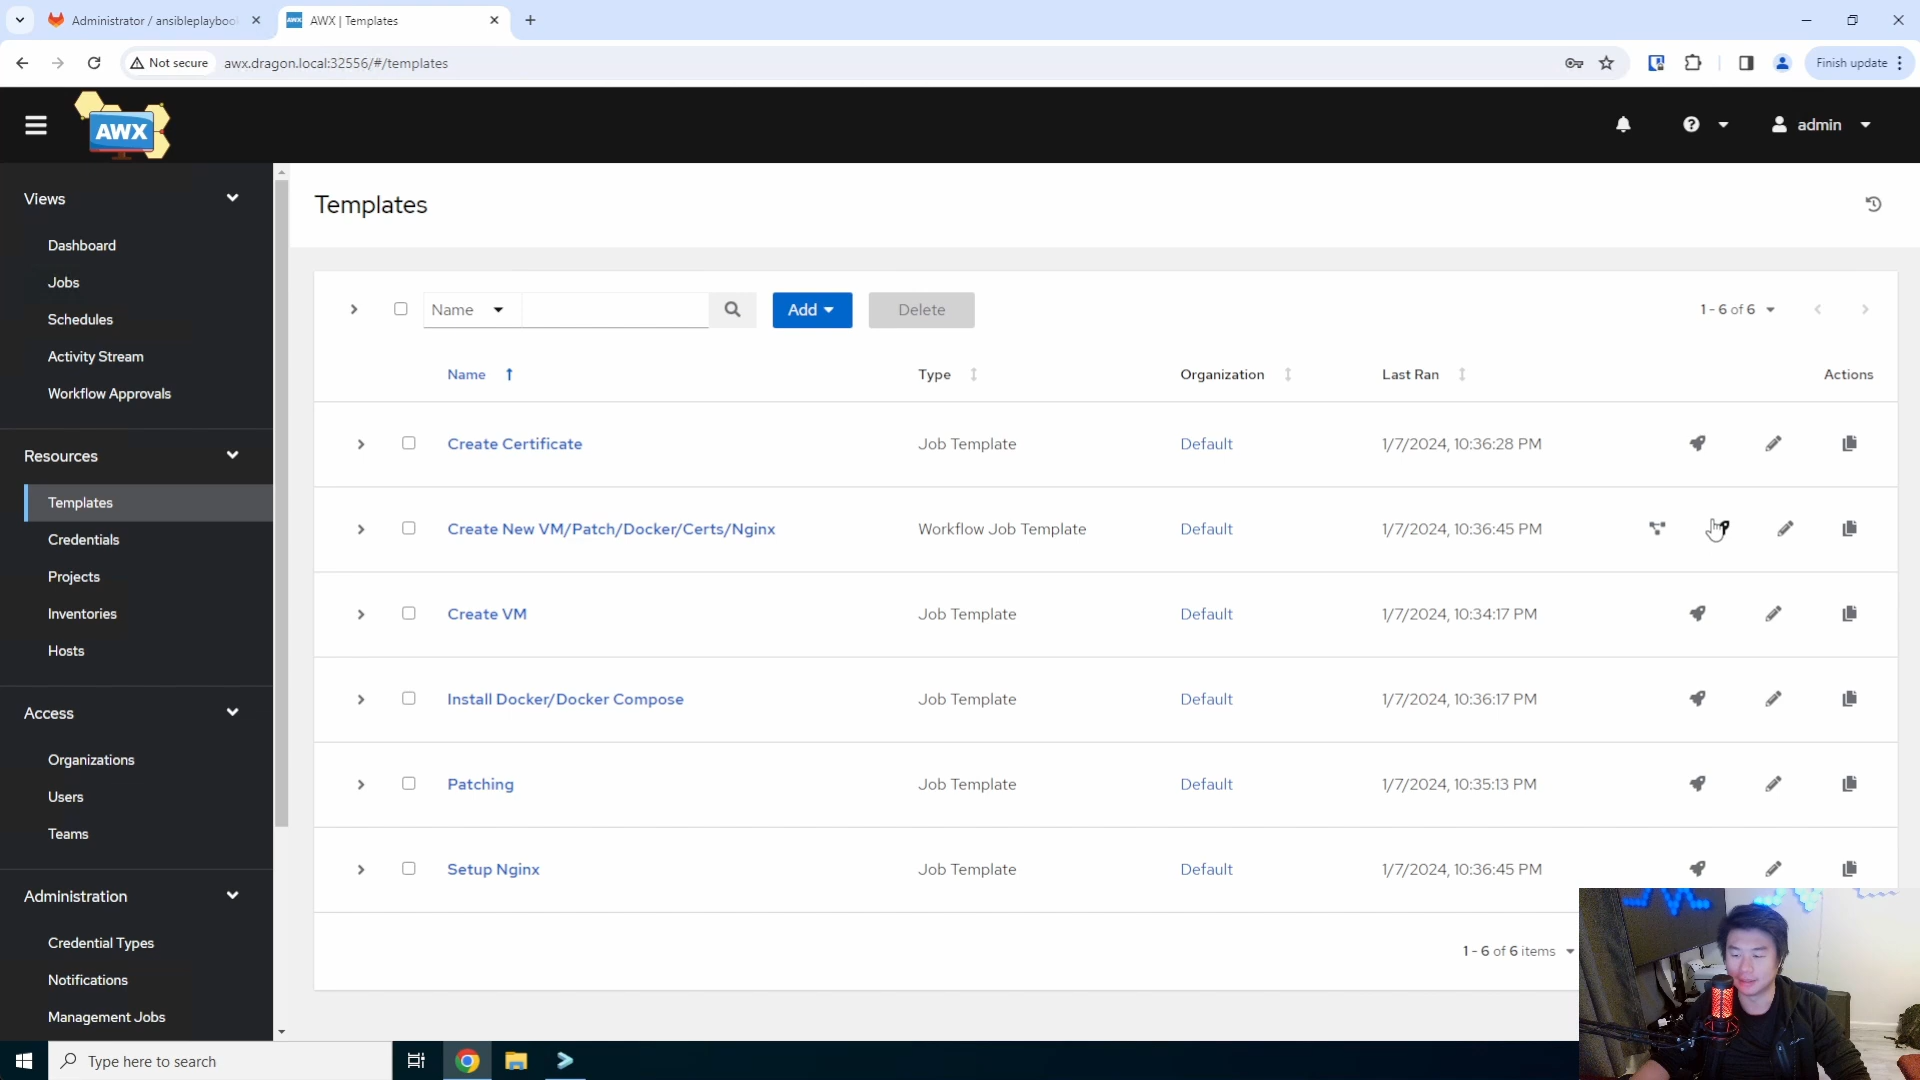 Administrator / ansibleplayboo
AWX | Templates
Not secure
awx.dragon.local:32556/#/templates
Finish update
AWX
admin
Views
Dashboard
Jobs
Schedules
Activity Stream
Workflow Approvals
Resources
Templates
Credentials
Projects
Inventories
Hosts
Access
Organizations
Users
Teams
Administration
Credential Types
Notifications
Management Jobs
Templates
Name
Add
Delete
1 - 6 of 6
Name
Type
Organization
Last Ran
Actions
Create Certificate
Job Template
Default
1/7/2024, 10:36:28 PM
Create New VM/Patch/Docker/Certs/Nginx
Workflow Job Template
Default
1/7/2024, 10:36:45 PM
Create VM
Job Template
Default
1/7/2024, 10:34:17 PM
Install Docker/Docker Compose
Job Template
Default
1/7/2024, 10:36:17 PM
Patching
Job Template
Default
1/7/2024, 10:35:13 PM
Setup Nginx
Job Template
Default
1/7/2024, 10:36:45 PM
1 - 6 of 6 items
Type here to search